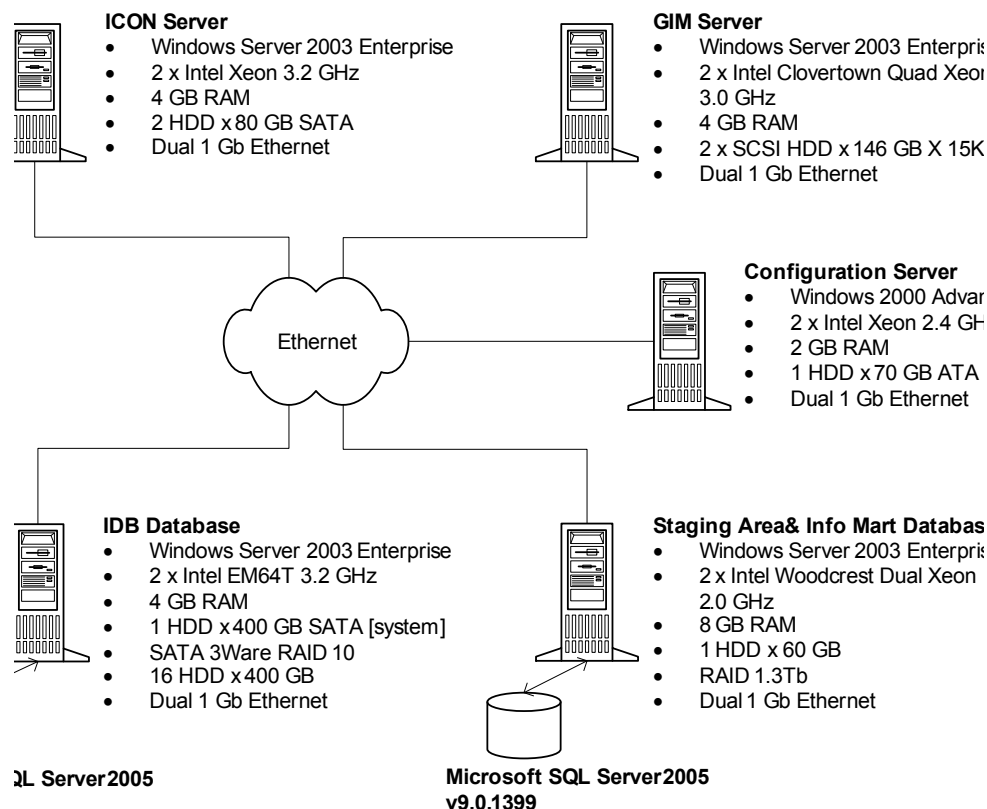 ICON Server
• Windows Server 2003 Enterprise
• 2 x Intel Xeon 3.2 GHz
• 4 GB RAM
• 2 HDD x 80 GB SATA
• Dual 1 Gb Ethernet
GIM Server
• Windows Server 2003
• 2 x Intel Clovertown Quad
3.0 GHz
• 4 GB RAM
• 2 x SCSI HDD x 146 GB X 15K
• Dual 1 Gb Ethernet
Ethernet
Configuration Server
• Windows 2000
• 2 x Intel Xeon 2.4
• 2 GB RAM
• 1 HDD x 70 GB ATA
• Dual 1 Gb Ethernet
IDB Database
• Windows Server 2003 Enterprise
• 2 x Intel EM64T 3.2 GHz
• 4 GB RAM
• 1 HDD x 400 GB SATA [system]
• SATA 3Ware RAID 10
• 16 HDD x 400 GB
• Dual 1 Gb Ethernet
Staging Area& Info Mart
• Windows Server 2003
• 2 x Intel Woodcrest Dual Xeon
2.0 GHz
• 8 GB RAM
• 1 HDD x 60 GB
• RAID 1.3Tb
• Dual 1 Gb Ethernet
Server2005
Microsoft SQL Server2005
v9.0.1399